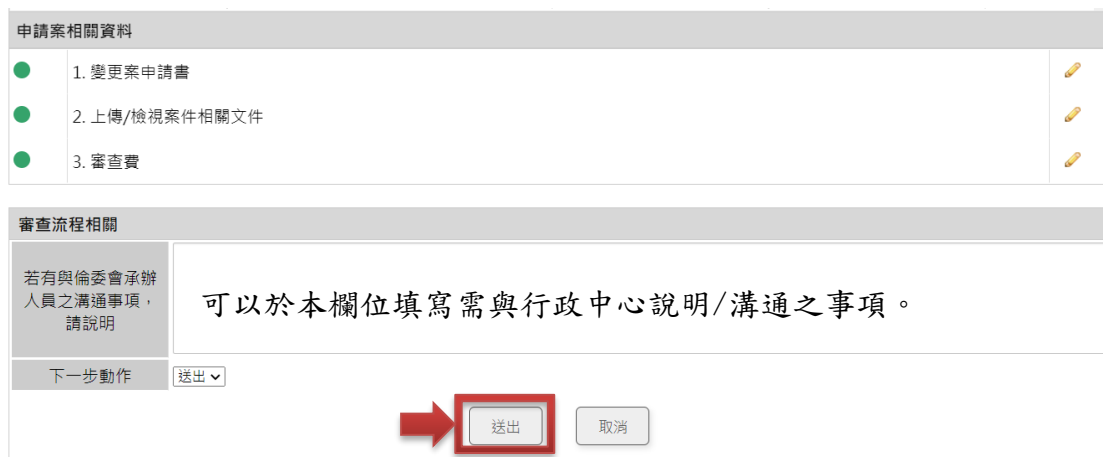 申請案相關資料
1. 變更案申請書
2. 上傳/檢視案件相關文件
3. 審查費
審查流程相關
若有與倫委會承辦
人員之溝通事項，
請說明
可以於本欄位填寫需與行政中心說明/溝通之事項。
下一步動作
送出
送出
取消